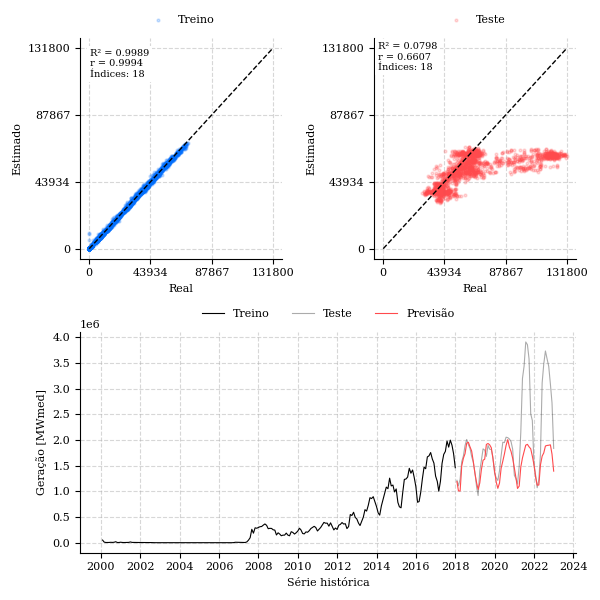 Treino
Teste
R² = 0.9989
r = 0.9994
Índices: 18
R² = 0.0798
r = 0.6607
Índices: 18
131800
87867
43934
0
Estimado
0 43934 87867 131800
Real
131800
87867
43934
0
Estimado
0 43934 87867 131800
Real
Treino Teste Previsão
1e6
4.0
3.5
3.0
2.5
2.0
1.5
1.0
0.5
0.0
Geração [MWmed]
2000 2002 2004 2006 2008 2010 2012 2014 2016 2018 2020 2022 2024
Série histórica